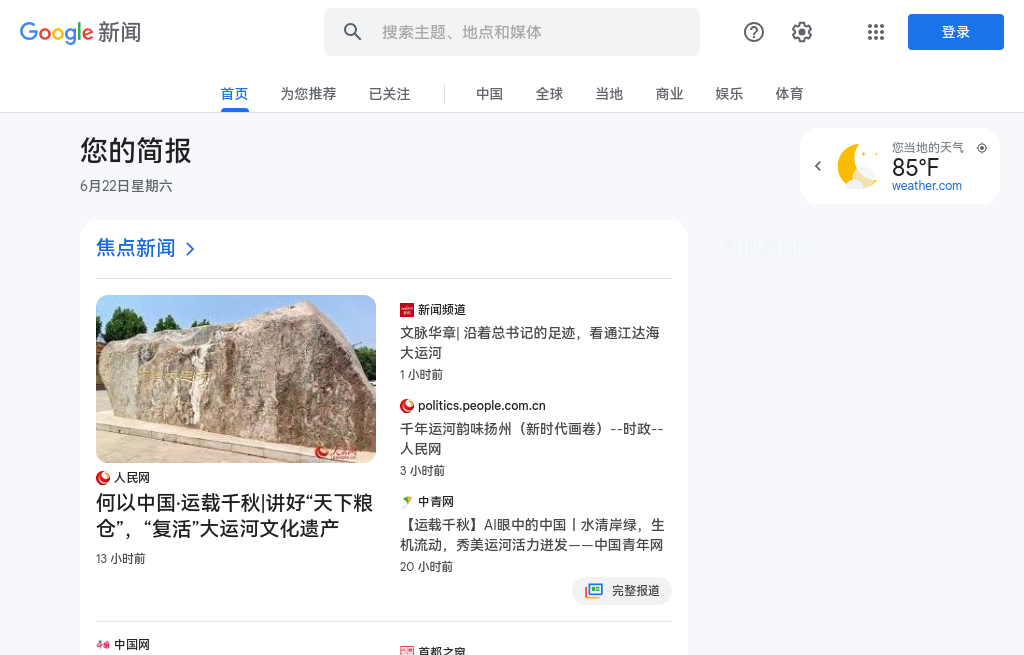 Google 新闻
搜索主题、地点和媒体
登录
首页
为您推荐
已关注
中国
全球
当地
商业
娱乐
体育
您的简报
6月22日星期六
您当地的天气
85°F
weather.com
焦点新闻
本地新闻
人民网
何以中国·运载千秋|讲好“天下粮
仓”，“复活”大运河文化遗产
13 小时前
新闻频道
文脉华章| 沿着总书记的足迹，看通江达海
大运河
1 小时前
politics.people.com.cn
千年运河韵味扬州（新时代画卷）--时政--
人民网
3 小时前
中青网
【运载千秋】AI眼中的中国丨水清岸绿，生
机流动，秀美运河活力迸发——中国青年网
20 小时前
完整报道
中国网
首都之窗